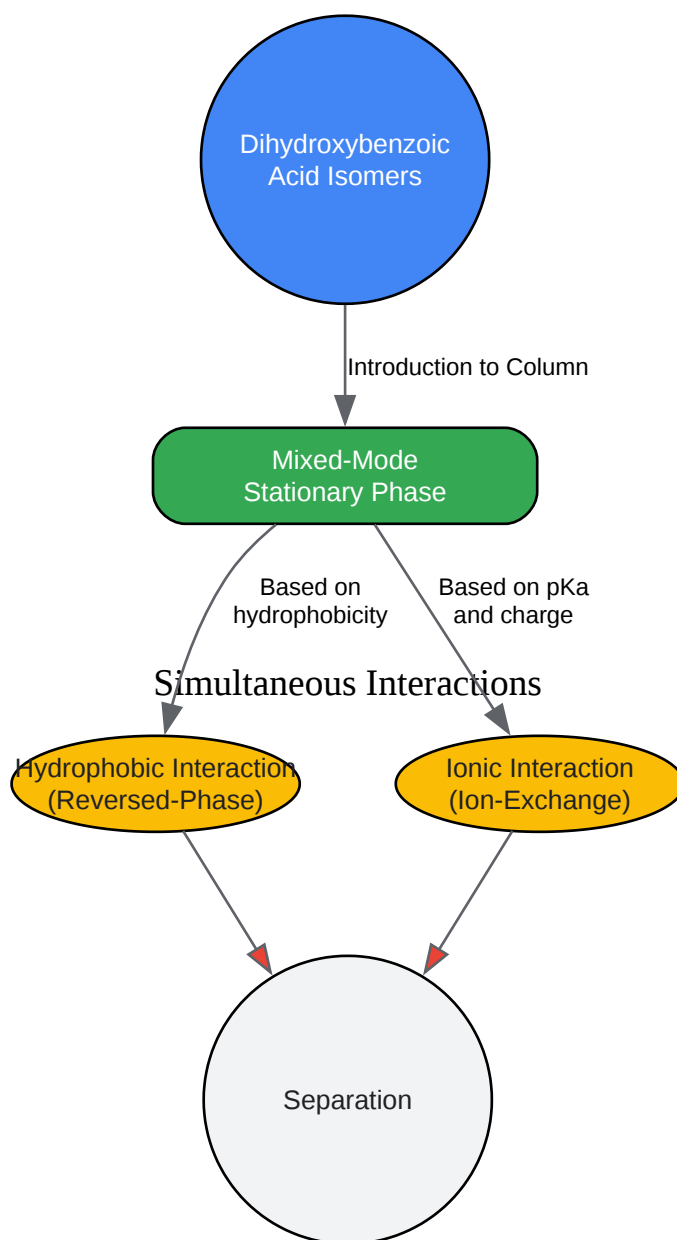 Dihydroxybenzoic
Acid Isomers
Introduction to Column
Mixed-Mode
Stationary Phase
Based on
hydrophobicity
Based on pKa
and charge
Simultaneous Interactions
Hydrophobic Interaction
(Reversed-Phase)
Ionic Interaction
(Ion-Exchange)
Separation